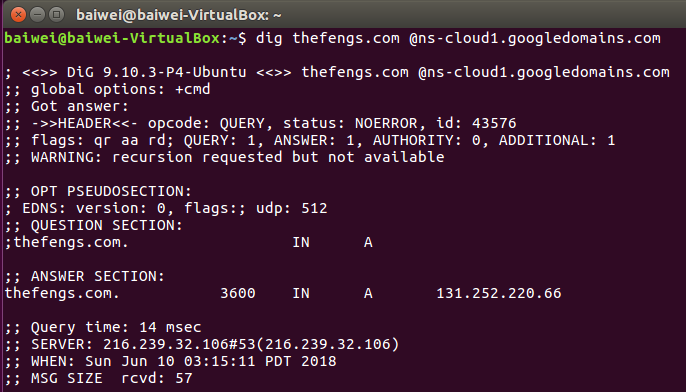 baiwei@baiwei-VirtualBox: ~
baiwei@baiwei-VirtualBox:~$ dig thefengs.com @ns-cloud1.googledomains.com
; <<>> DiG 9.10.3-P4-Ubuntu <<>> thefengs.com @ns-cloud1.googledomains.com
;; global options: +cmd
;; Got answer:
;; ->>HEADER<<- opcode: QUERY, status: NOERROR, id: 43576
;; flags: qr aa rd; QUERY: 1, ANSWER: 1, AUTHORITY: 0, ADDITIONAL: 1
;; WARNING: recursion requested but not available
;; OPT PSEUDOSECTION:
; EDNS: version: 0, flags:; udp: 512
;; QUESTION SECTION:
;thefengs.com. IN A
;; ANSWER SECTION:
thefengs.com. 3600 IN A 131.252.220.66
;; Query time: 14 msec
;; SERVER: 216.239.32.106#53(216.239.32.106)
;; WHEN: Sun Jun 10 03:15:11 PDT 2018
;; MSG SIZE rcvd: 57